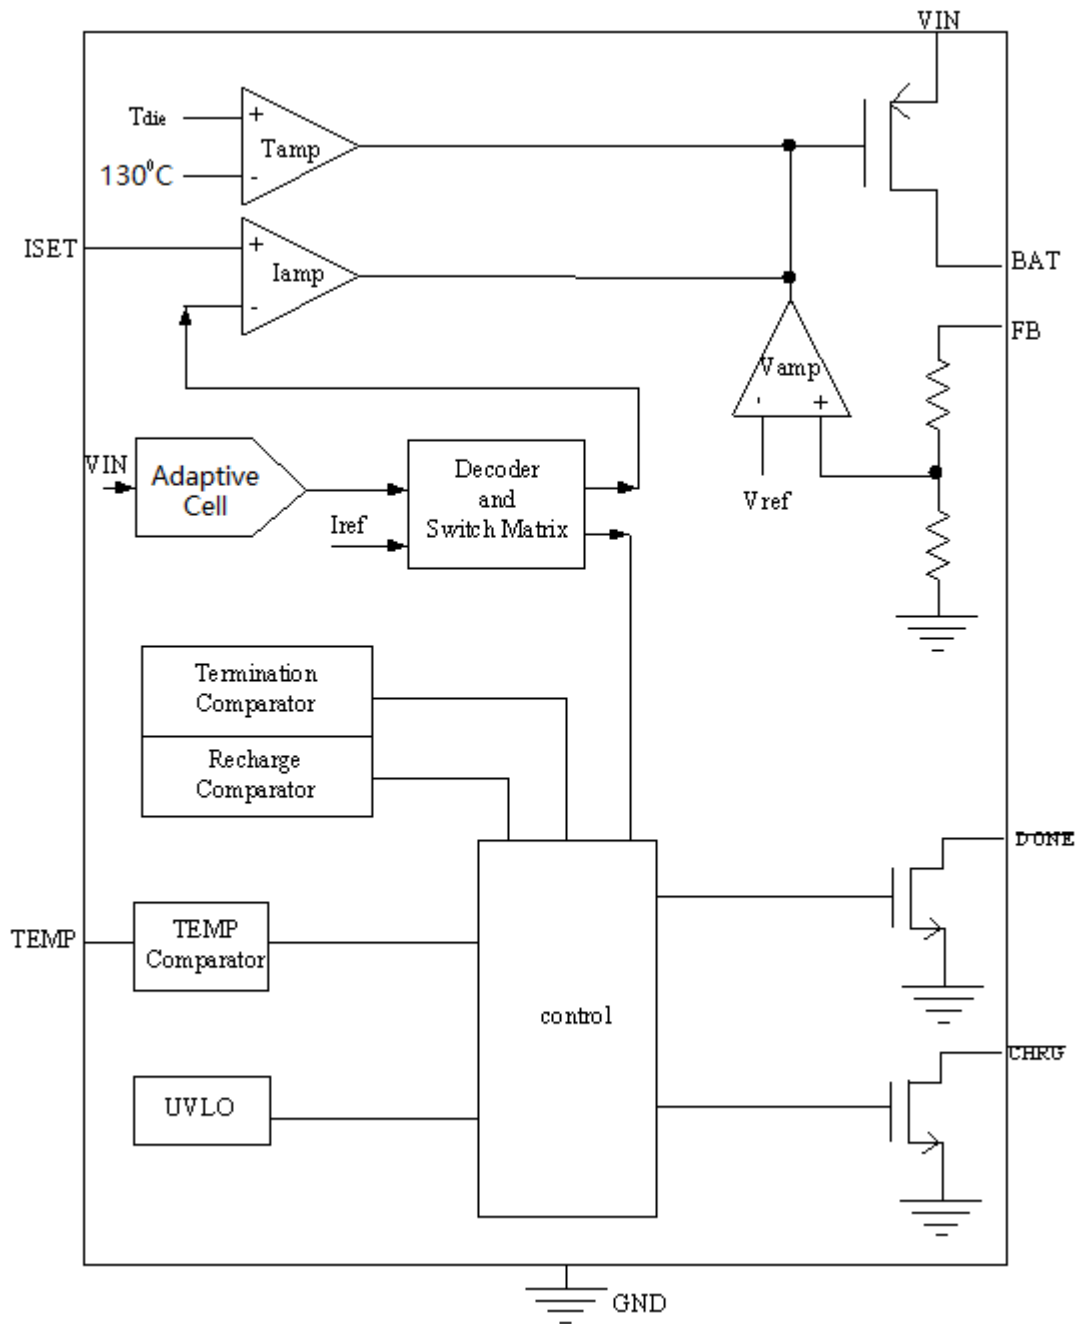 VIN
Tdie
+
Tamp
130⁰C
-
ISET
+
Iamp
-
BAT
FB
Vamp
- +
Vref
VIN
Adaptive
Cell
Iref
Decoder
and
Switch Matrix
Termination
Comparator
Recharge
Comparator
DONE
TEMP
TEMP
Comparator
control
CHRG
UVLO
GND